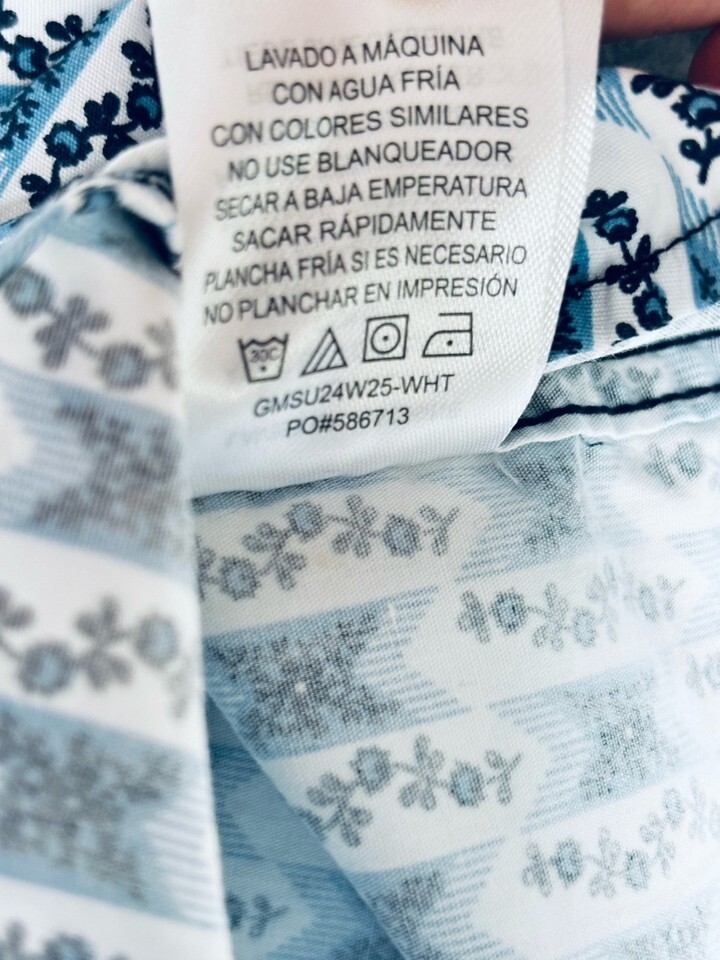 LAVADO A MÁQUINA
CON AGUA FRÍA
CON COLORES SIMILARES
NO USE BLANQUEADOR
SECAR A BAJA EMPERATURA
SACAR RÁPIDAMENTE
PLANCHA FRÍA SI ES NECESARIO
NO PLANCHAR EN IMPRESIÓN
30C
GMSU24W25-WHT
PO#586713